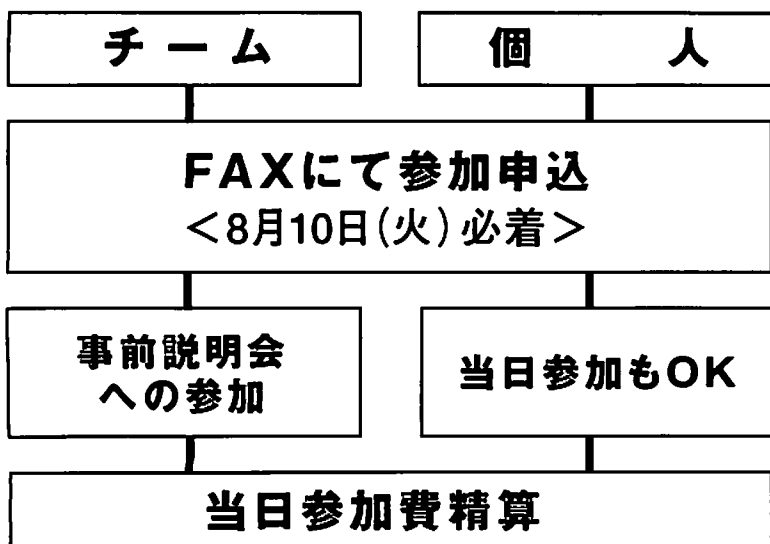 チーム
個人
FAXにて参加申込
<8月10日(火)必着>
事前説明会
への参加
当日参加もOK
当日参加費精算